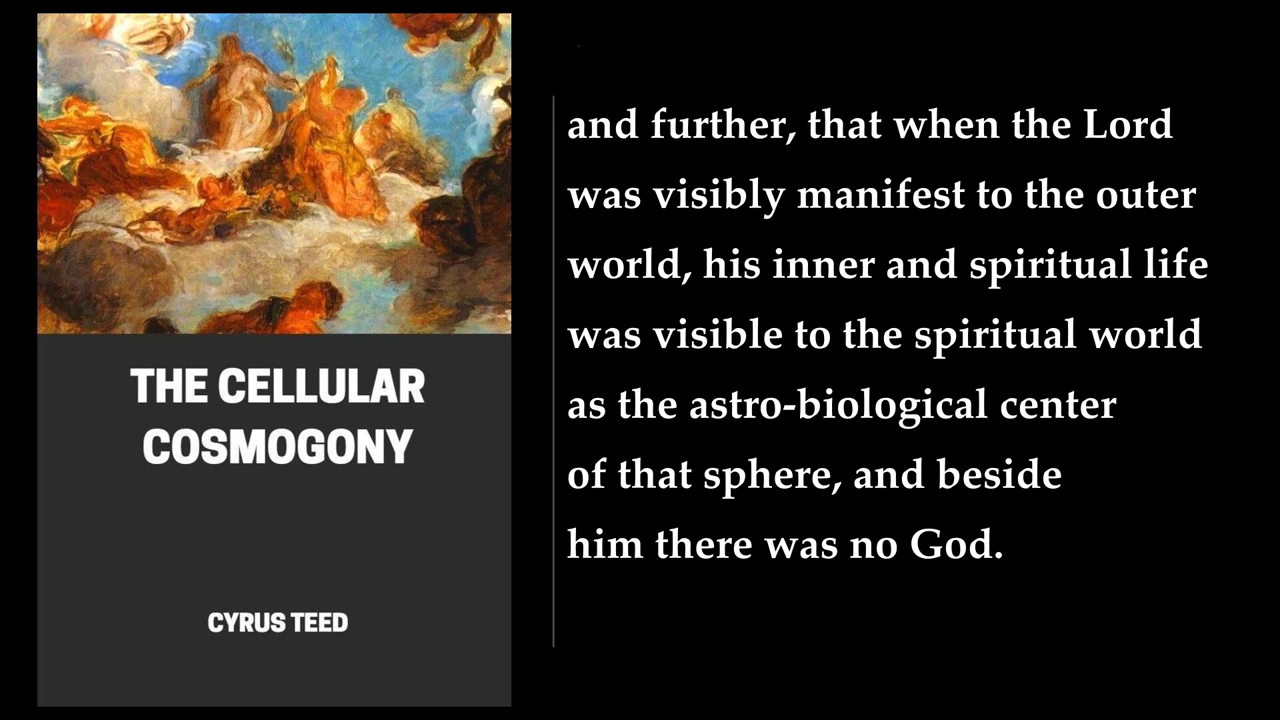 THE CELLULAR
COSMOGONY
CYRUS TEED
and further, that when the Lord
was visibly manifest to the outer
world, his inner and spiritual life
was visible to the spiritual world
as the astro-biological center
of that sphere, and beside
him there was no God.